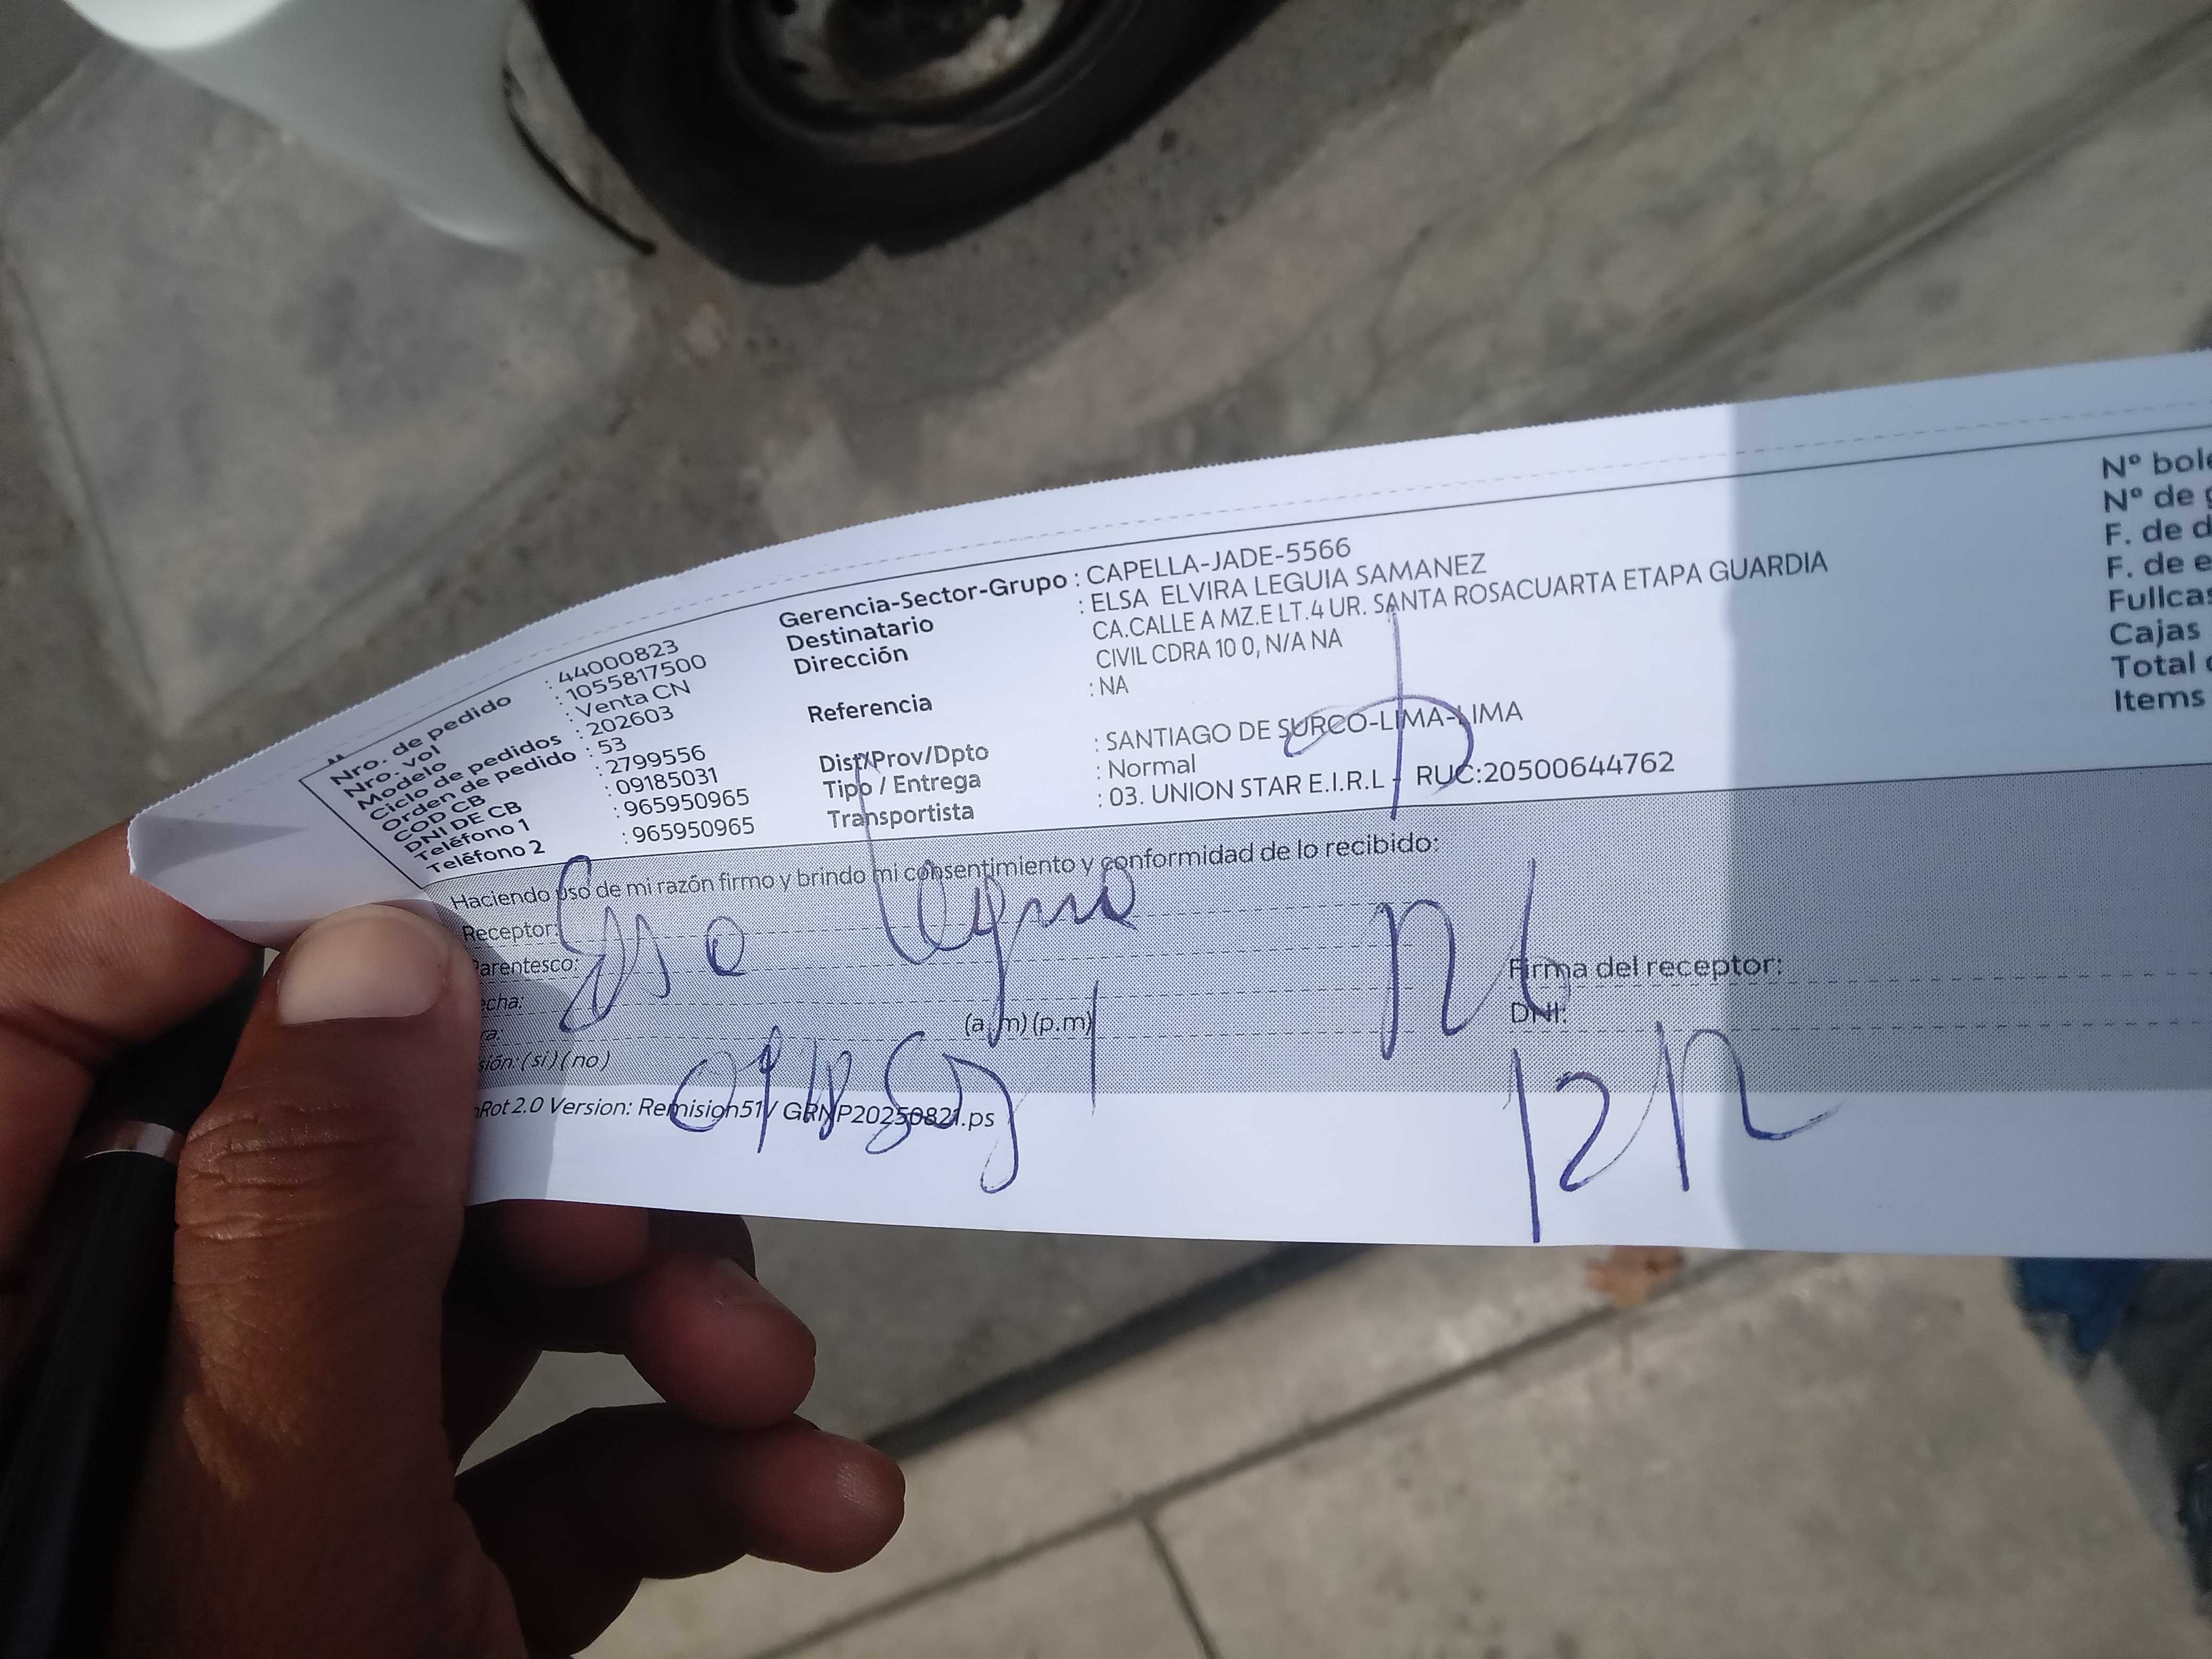 Nro. de pedido : 44000823
Nro. vol : 1055817500
Modelo : Venta CN
Ciclo de pedidos : 202603
Orden de pedido : 53
COD CB : 2799556
DNI DE CB : 09185031
Teléfono 1 : 965950965
Teléfono 2 : 965950965
Gerencia-Sector-Grupo : CAPELLA-JADE-5566
Destinatario : ELSA ELVIRA LEGUIA SAMANEZ
Dirección CA.CALLE A MZ.E LT.4 UR. SANTA ROSACUARTA ETAPA GUARDIA
CIVIL CDRA 10 0, N/A NA
Referencia : NA
Dist/Prov/Dpto : SANTIAGO DE SURCO-LIMA-LIMA
Tipo / Entrega : Normal
Transportista : 03. UNION STAR E.I.R.L - RUC:20500644762
Nº bol
Nº de g
F. de d
F. de e
Fullcas
Cajas
Total
Items
Haciendo uso de mi razón firmo y brindo mi consentimiento y conformidad de lo recibido:
Receptor:
Parentesco:
echa:
ra: (a.m) (p.m)
sión: (si) (no)
Firma del receptor:
DNI:
Rot 2.0 Version: Remision51/ GRNP20250821.ps